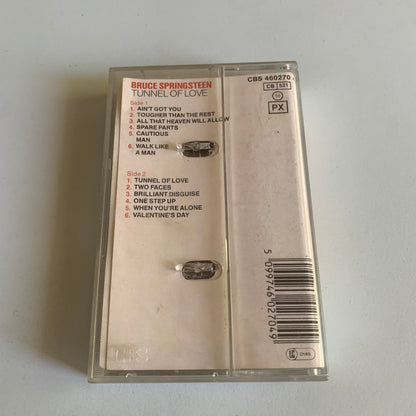 BRUCE SPRINGSTEEN
TUNNEL OF LOVE
Side 1
1. AIN'T GOT YOU
2. TOUGHER THAN THE REST
3. ALL THAT HEAVEN WILL ALLOW
4. SPARE PARTS
5. CAUTIOUS
MAN
6. WALK LIKE
A MAN
Side 2
1. TUNNEL OF LOVE
2. TWO FACES
3. BRILLIANT DISGUISE
4. ONE STEP UP
5. WHEN YOU'RE ALONE
6. VALENTINE'S DAY
CBS 460270
CB 521
PX
5 099746 027049